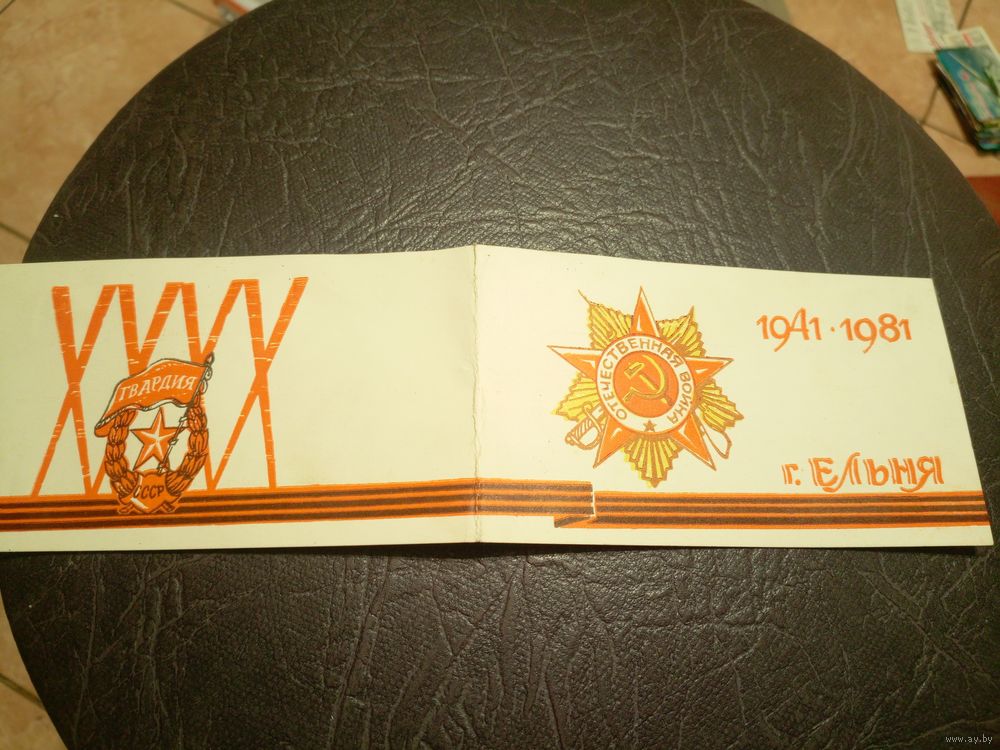 XXXX
ГВАРДИЯ
СССР
ОТЕЧЕСТВЕННАЯ ВОЙНА
1941·1981
г. ЕЛЬНЯ
www.ay.by